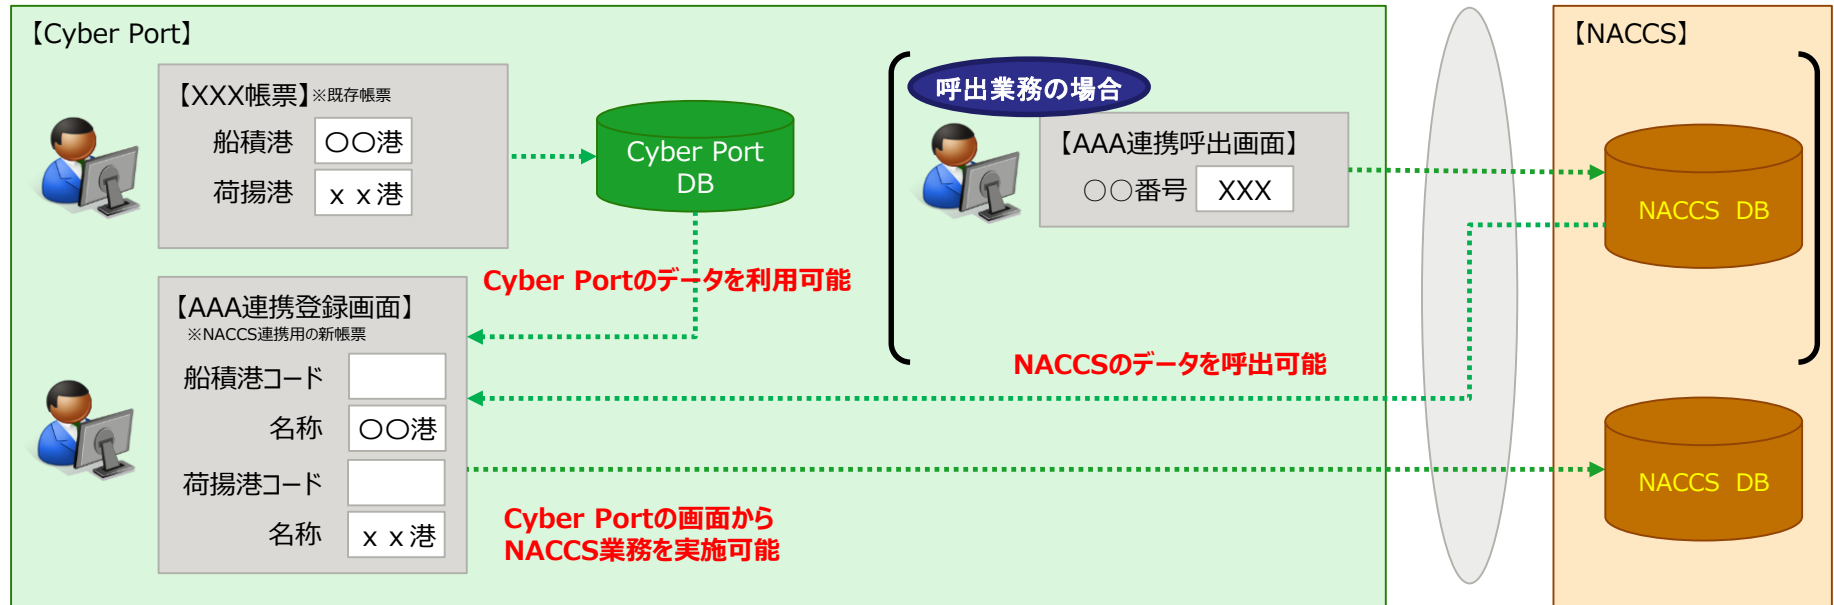 【Cyber Port】
【XXX帳票】※既存帳票
船積港 〇〇港
荷揚港 ｘｘ港
Cyber Port
DB
呼出業務の場合
【AAA連携呼出画面】
〇〇番号 XXX
【NACCS】
NACCS DB
Cyber Portのデータを利用可能
【AAA連携登録画面】
※NACCS連携用の新帳票
船積港コード
名称 〇〇港
荷揚港コード
名称 ｘｘ港
NACCSのデータを呼出可能
NACCS DB
Cyber Portの画面から
NACCS業務を実施可能